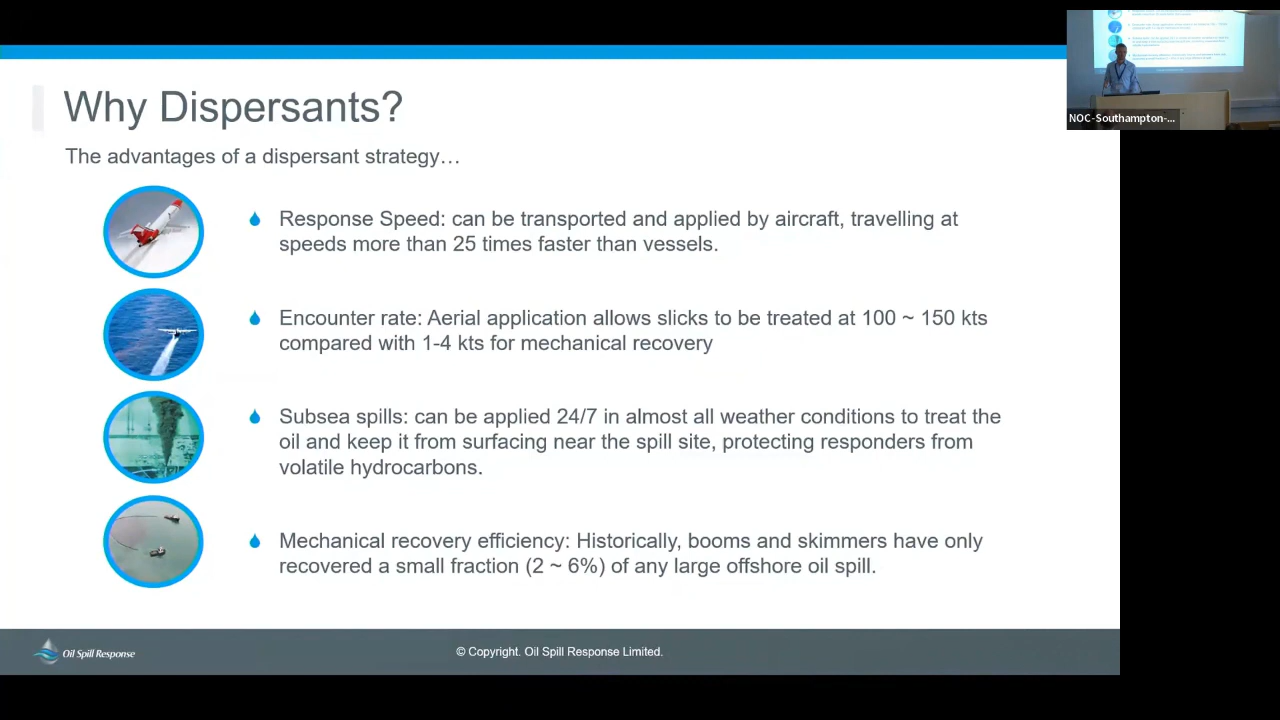 Why Dispersants?
The advantages of a dispersant strategy…
Response Speed: can be transported and applied by aircraft, travelling at
speeds more than 25 times faster than vessels.
Encounter rate: Aerial application allows slicks to be treated at 100 ~ 150 kts
compared with 1-4 kts for mechanical recovery
Subsea spills: can be applied 24/7 in almost all weather conditions to treat the
oil and keep it from surfacing near the spill site, protecting responders from
volatile hydrocarbons.
Mechanical recovery efficiency: Historically, booms and skimmers have only
recovered a small fraction (2 ~ 6%) of any large offshore oil spill.
Oil Spill Response
© Copyright. Oil Spill Response Limited.
NOC-Southampton-...